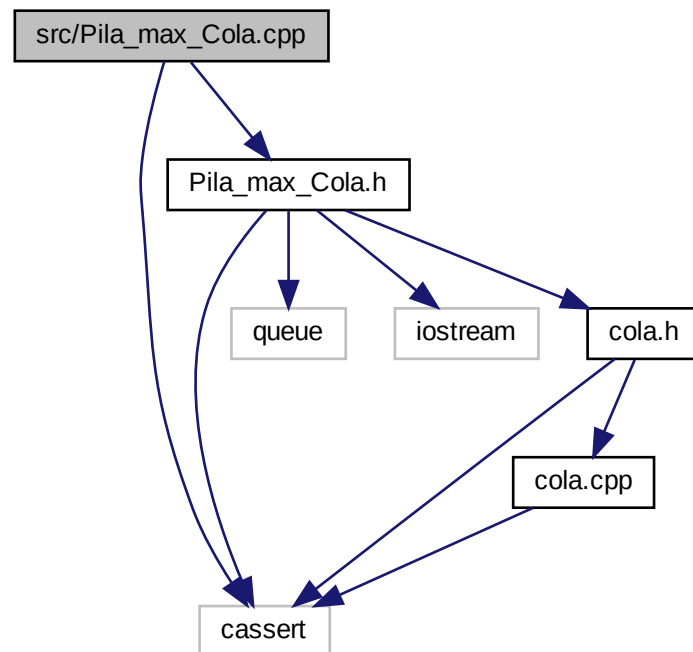 src/Pila_max_Cola.cpp
Pila_max_Cola.h
queue
iostream
cola.h
cola.cpp
cassert